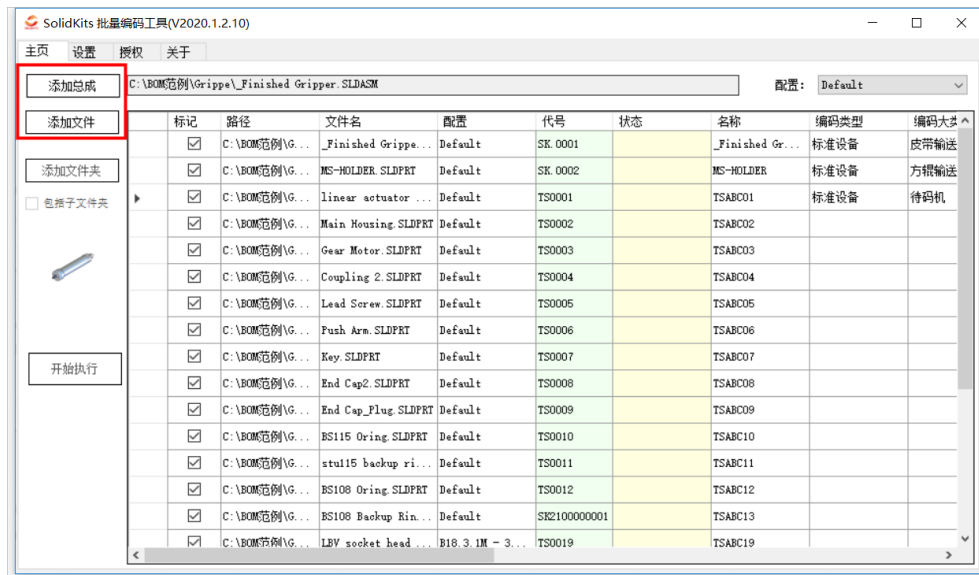 SolidKits 批量编码工具(V2020.1.2.10)
主页 设置 授权 关于
添加总成 C:\BOM范例\Grippe\_Finished Gripper.SLDASM 配置: Default
添加文件
标记 路径 文件名 配置 代号 状态 名称 编码类型 编码大类
C:\BOM范例\G... _Finished Grippe... Default SK.0001 _Finished Gr... 标准设备 皮带输送
添加文件夹 C:\BOM范例\G... MS-HOLDER.SLDPRT Default SK.0002 MS-HOLDER 标准设备 方辊输送
包括子文件夹 C:\BOM范例\G... linear actuator ... Default TS0001 TSABC01 标准设备 待码机
C:\BOM范例\G... Main Housing.SLDPRT Default TS0002 TSABC02
C:\BOM范例\G... Gear Motor.SLDPRT Default TS0003 TSABC03
C:\BOM范例\G... Coupling 2.SLDPRT Default TS0004 TSABC04
C:\BOM范例\G... Lead Screw.SLDPRT Default TS0005 TSABC05
C:\BOM范例\G... Push Arm.SLDPRT Default TS0006 TSABC06
C:\BOM范例\G... Key.SLDPRT Default TS0007 TSABC07
开始执行 C:\BOM范例\G... End Cap2.SLDPRT Default TS0008 TSABC08
C:\BOM范例\G... End Cap_Plug.SLDPRT Default TS0009 TSABC09
C:\BOM范例\G... BS115 Oring.SLDPRT Default TS0010 TSABC10
C:\BOM范例\G... stu115 backup ri... Default TS0011 TSABC11
C:\BOM范例\G... BS108 Oring.SLDPRT Default TS0012 TSABC12
C:\BOM范例\G... BS108 Backup Rin... Default SK2100000001 TSABC13
C:\BOM范例\G... LBV socket head ... B18.3.1M - 3... TS0019 TSABC19